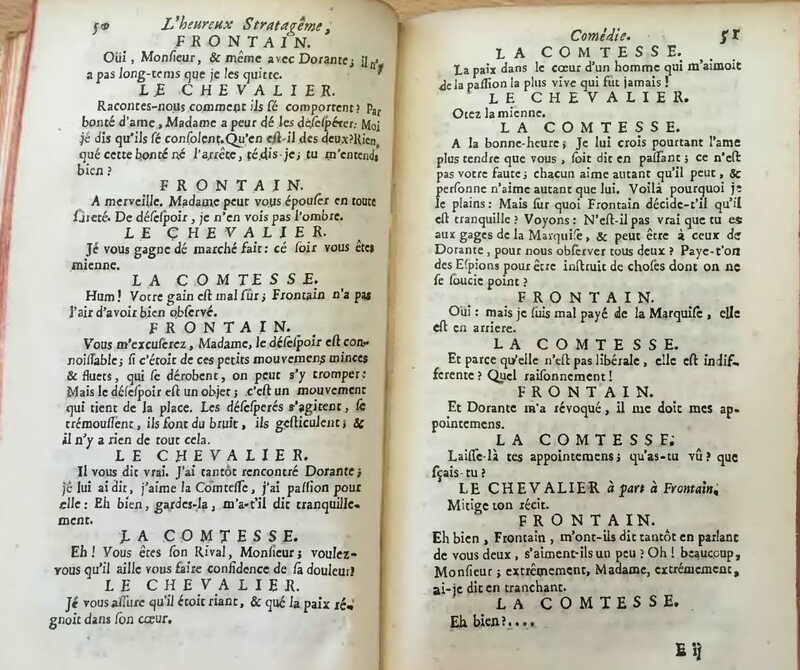 50 L'heureux Stratagême,
FRONTAIN.
Oüi, Monſieur, & même avec Dorante; il n'y
a pas long-tems que je les quitte.
LE CHEVALIER.
Racontes-nous comment ils ſé comportent? Par
bonté d'ame, Madame a peur dé les déſeſpérer: Moi
jé dis qu'ils ſé conſolent. Qu'en eſt-il des deux? Rien,
qué cette bonté né l'arrête, té dis-je; tu m'entends
bien?
FRONTAIN.
A merveille. Madame peut vous épouſer en toute
ſûreté. De déſeſpoir, je n'en vois pas l'ombre.
LE CHEVALIER.
Jé vous gagne dé marché fait: cé ſoir vous êtes
mienne.
LA COMTESSE.
Hum! Votre gain eſt mal ſûr; Frontain n'a pas
l'air d'avoir bien obſervé.
FRONTAIN.
Vous m'excuſerez, Madame, le déſeſpoir eſt con-
noiſſable; ſi c'étoit de ces petits mouvemens minces
& fluets, qui ſe dérobent, on peut s'y tromper:
Mais le déſeſpoir eſt un objet; c'eſt un mouvement
qui tient de la place. Les déſeſperés s'agitent, ſe
trémouſſent, ils font du bruit, ils geſticulent; &
il n'y a rien de tout cela.
LE CHEVALIER.
Il vous dit vrai. J'ai tantôt rencontré Dorante;
jé lui ai dit, j'aime la Comteſſe, j'ai paſſion pour
elle: Eh bien, gardes-la, m'a-t'il dit tranquille-
ment.
LA COMTESSE.
Eh! Vous êtes ſon Rival, Monſieur; voulez-
vous qu'il aille vous faire confidence de ſa douleur?
LE CHEVALIER.
Jé vous aſſure qu'il étoit riant, & qué la paix ré-
gnoit dans ſon cœur.
Comédie. 51
LA COMTESSE.
La paix dans le cœur d'un homme qui m'aimoit
de la paſſion la plus vive qui fût jamais!
LE CHEVALIER.
Otez la mienne.
LA COMTESSE.
A la bonne-heure; Je lui crois pourtant l'ame
plus tendre que vous, ſoit dit en paſſant; ce n'eſt
pas votre faute; chacun aime autant qu'il peut, &
perſonne n'aime autant que lui. Voilà pourquoi je
le plains: Mais ſur quoi Frontain décide-t'il qu'il
eſt tranquille? Voyons: N'eſt-il pas vrai que tu es
aux gages de la Marquiſe, & peut être à ceux de
Dorante, pour nous obſerver tous deux? Paye-t'on
des Eſpions pour être inſtruit de choſes dont on ne
ſe ſoucie point?
FRONTAIN.
Oüi: mais je ſuis mal payé de la Marquiſe, elle
eſt en arriere.
LA COMTESSE.
Et parce qu'elle n'eſt pas libérale, elle eſt indif-
ferente? Quel raiſonnement!
FRONTAIN.
Et Dorante m'a révoqué, il me doit mes ap-
pointemens.
LA COMTESSE.
Laiſſe-là tes appointemens; qu'as-tu vû? que
ſçais-tu?
LE CHEVALIER à part à Frontain.
Mitige ton récit.
FRONTAIN.
Eh bien, Frontain, m'ont-ils dit tantôt en parlant
de vous deux, s'aiment-ils un peu? Oh! beaucoup,
Monſieur; extrêmement, Madame, extrémement,
ai-je dit en tranchant.
LA COMTESSE.
Eh bien?....
E ij